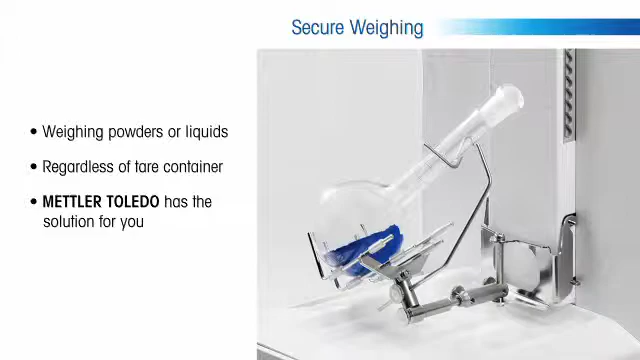 Secure Weighing
• Weighing powders or liquids
• Regardless of tare container
• METTLER TOLEDO has the
solution for you